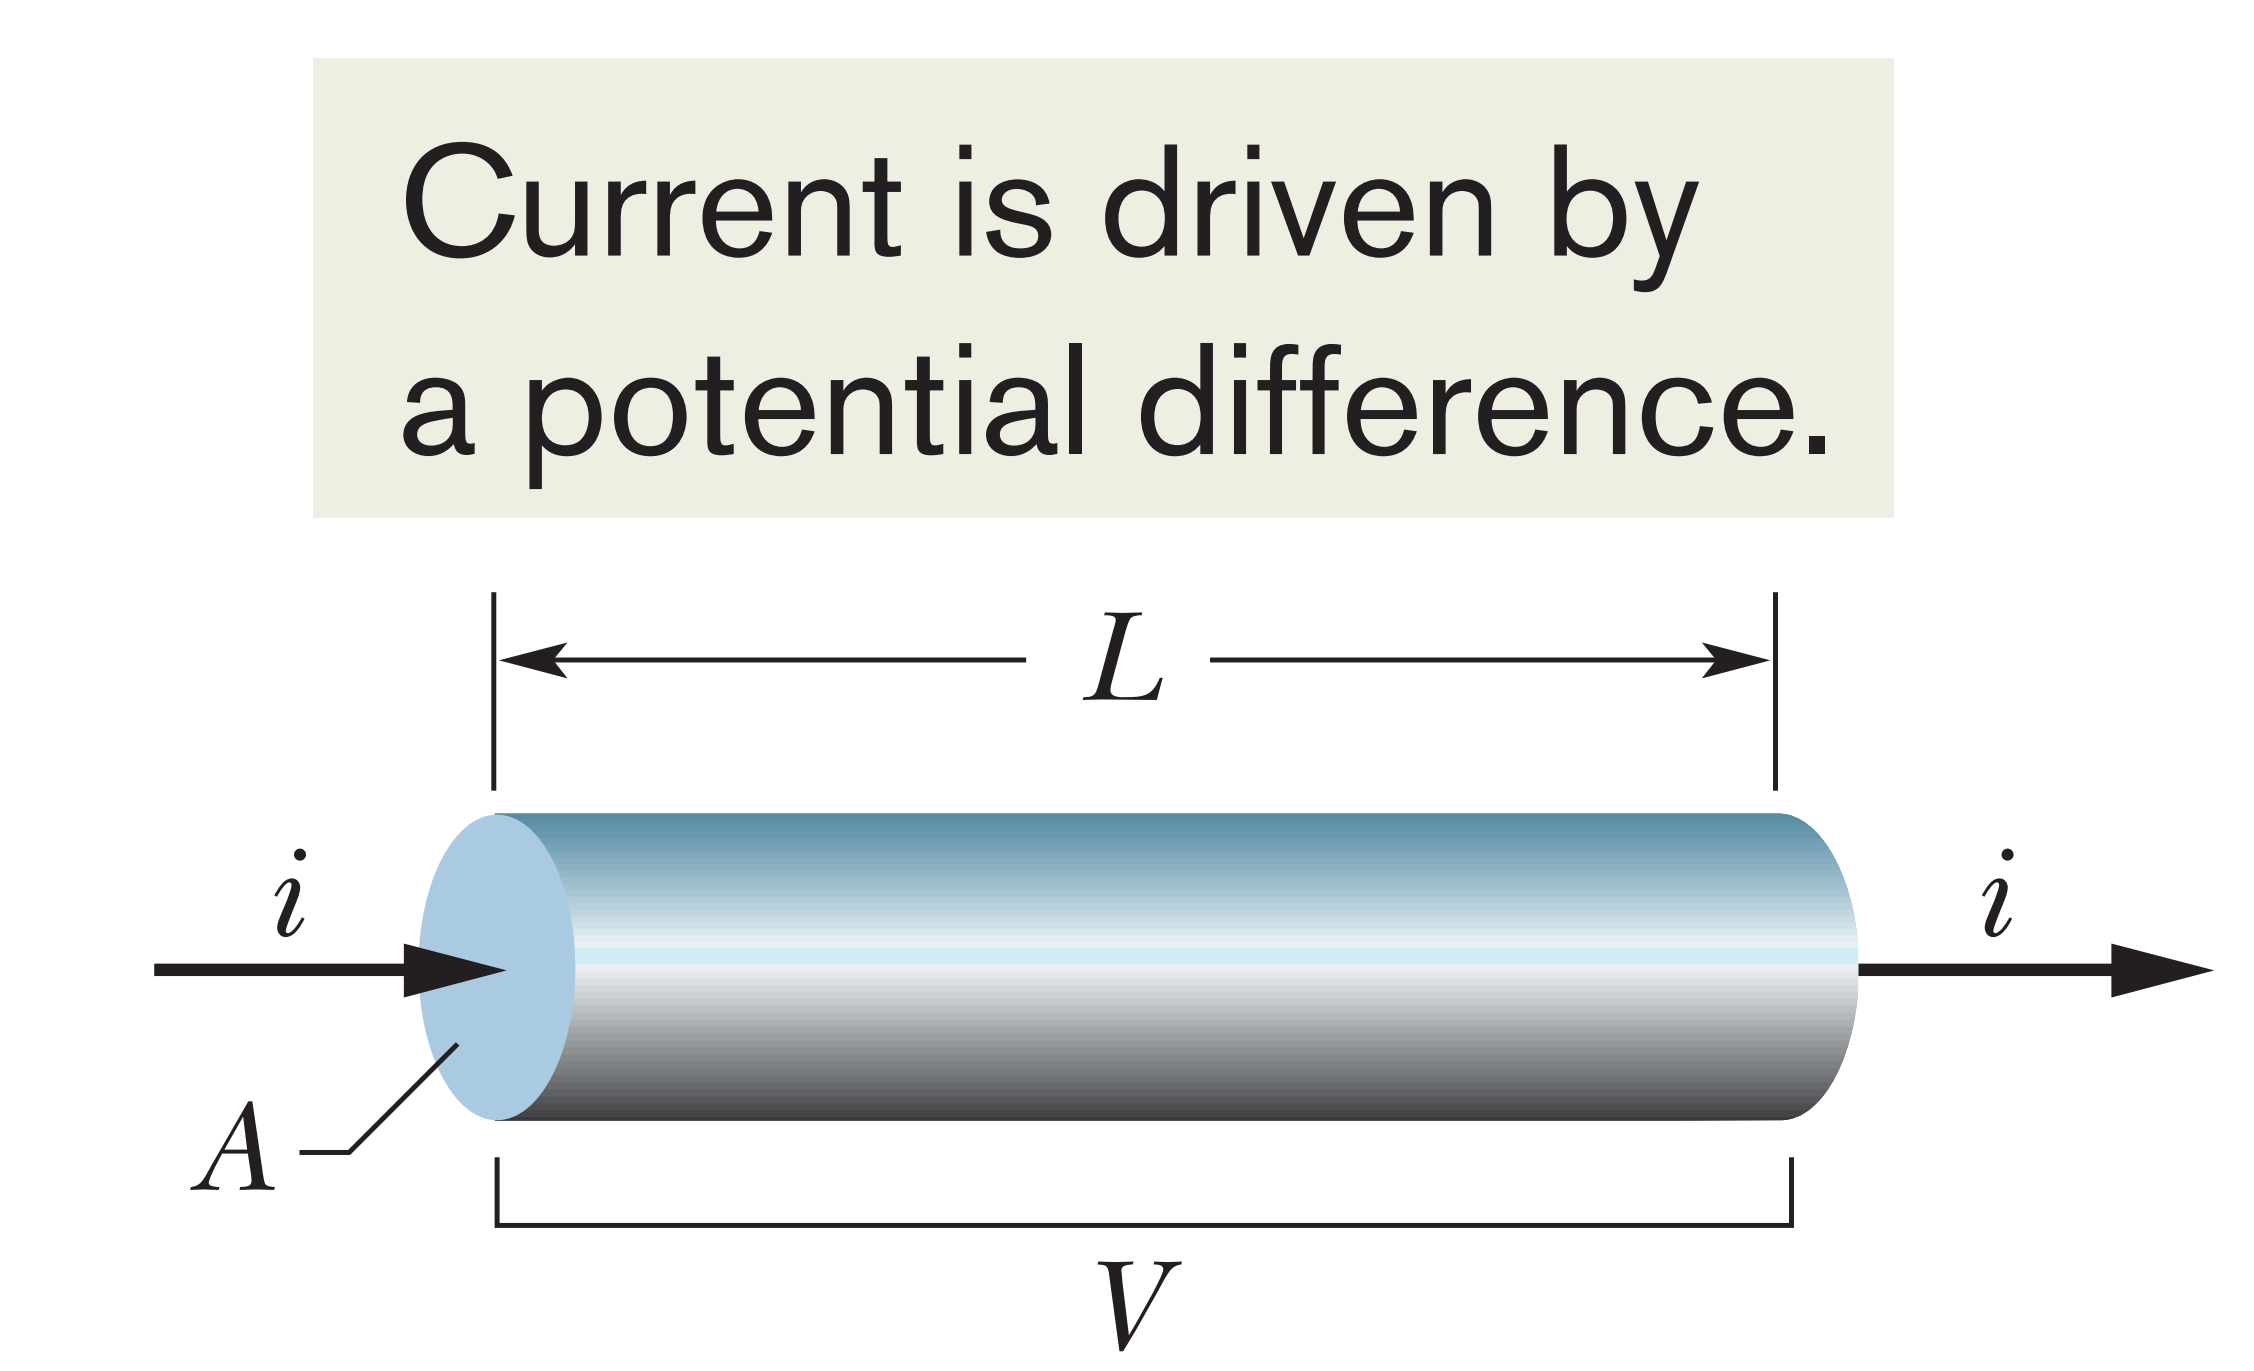 Current is driven by
a potential difference.
L
i
i
A
V